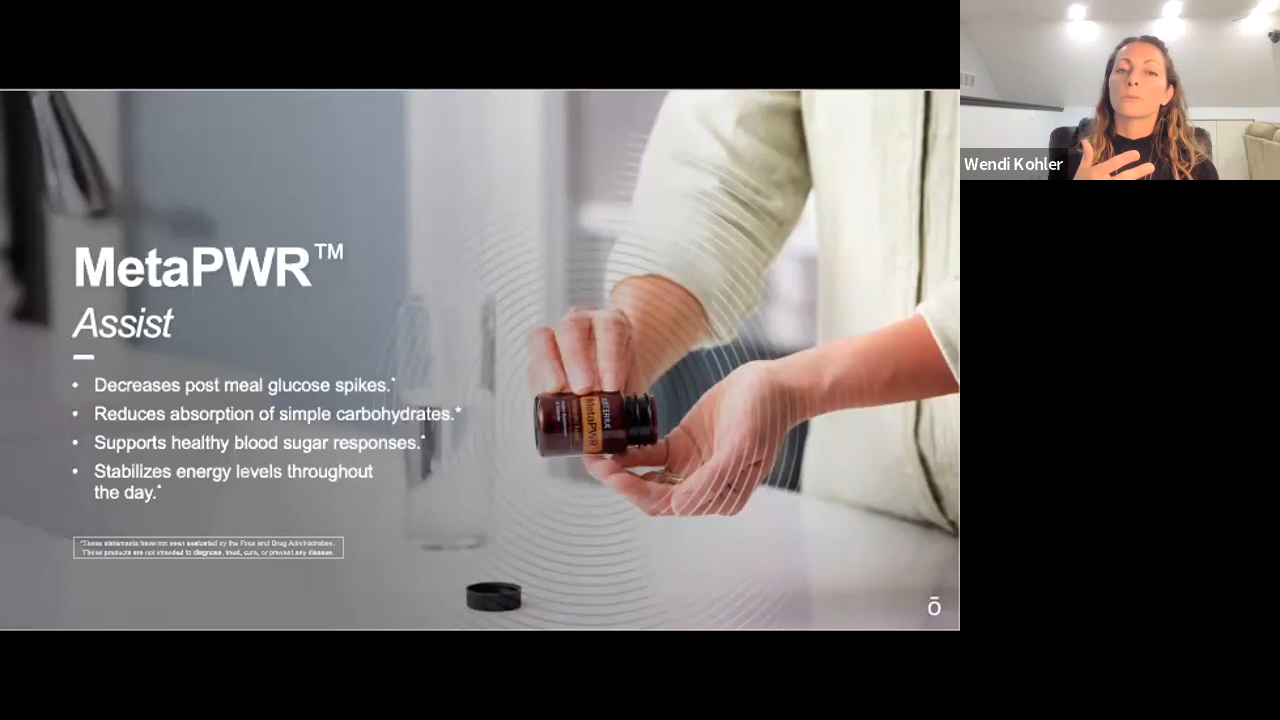 MetaPWR™
Assist
• Decreases post meal glucose spikes.*
• Reduces absorption of simple carbohydrates.*
• Supports healthy blood sugar responses.*
• Stabilizes energy levels throughout
the day.*
*These statements have not been evaluated by the Food and Drug Administration.
These products are not intended to diagnose, treat, cure, or prevent any disease.
dōTERRA
MetaPWR
ō
Wendi Kohler